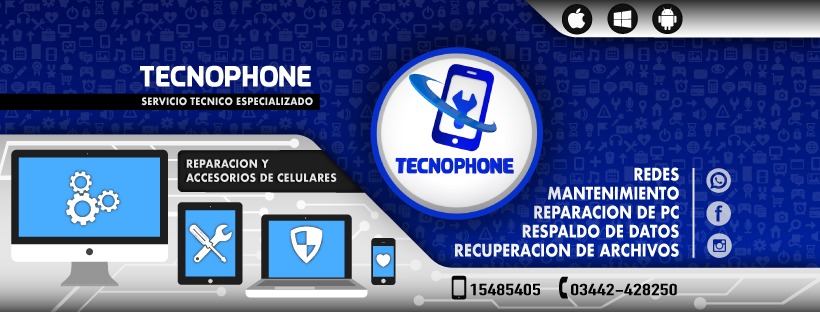 TECNOPHONE
SERVICIO TECNICO ESPECIALIZADO
REPARACION Y
ACCESORIOS DE CELULARES
TECNOPHONE
REDES
MANTENIMIENTO
REPARACION DE PC
RESPALDO DE DATOS
RECUPERACION DE ARCHIVOS
15485405
03442-428250